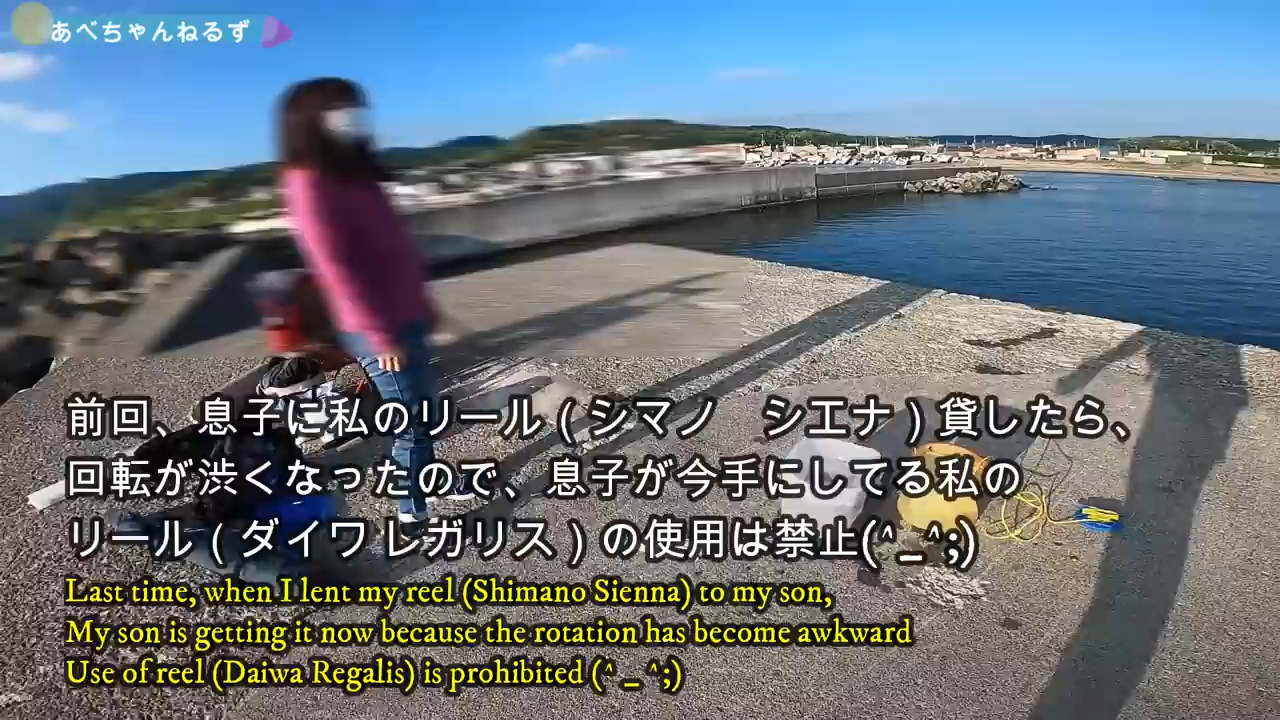 あべちゃんねるず
前回、息子に私のリール(シマノ　シエナ)貸したら、
回転が渋くなったので、息子が今手にしてる私の
リール(ダイワ レガリス)の使用は禁止(^_^;)
Last time, when I lent my reel (Shimano Sienna) to my son,
My son is getting it now because the rotation has become awkward
Use of reel (Daiwa Regalis) is prohibited (^ _ ^;)